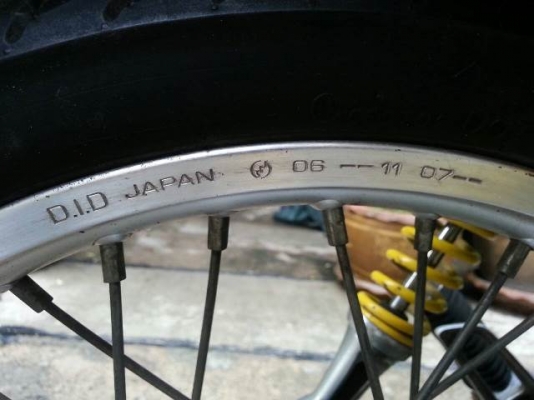 D.I.D JAPAN 06 -- 11 07--